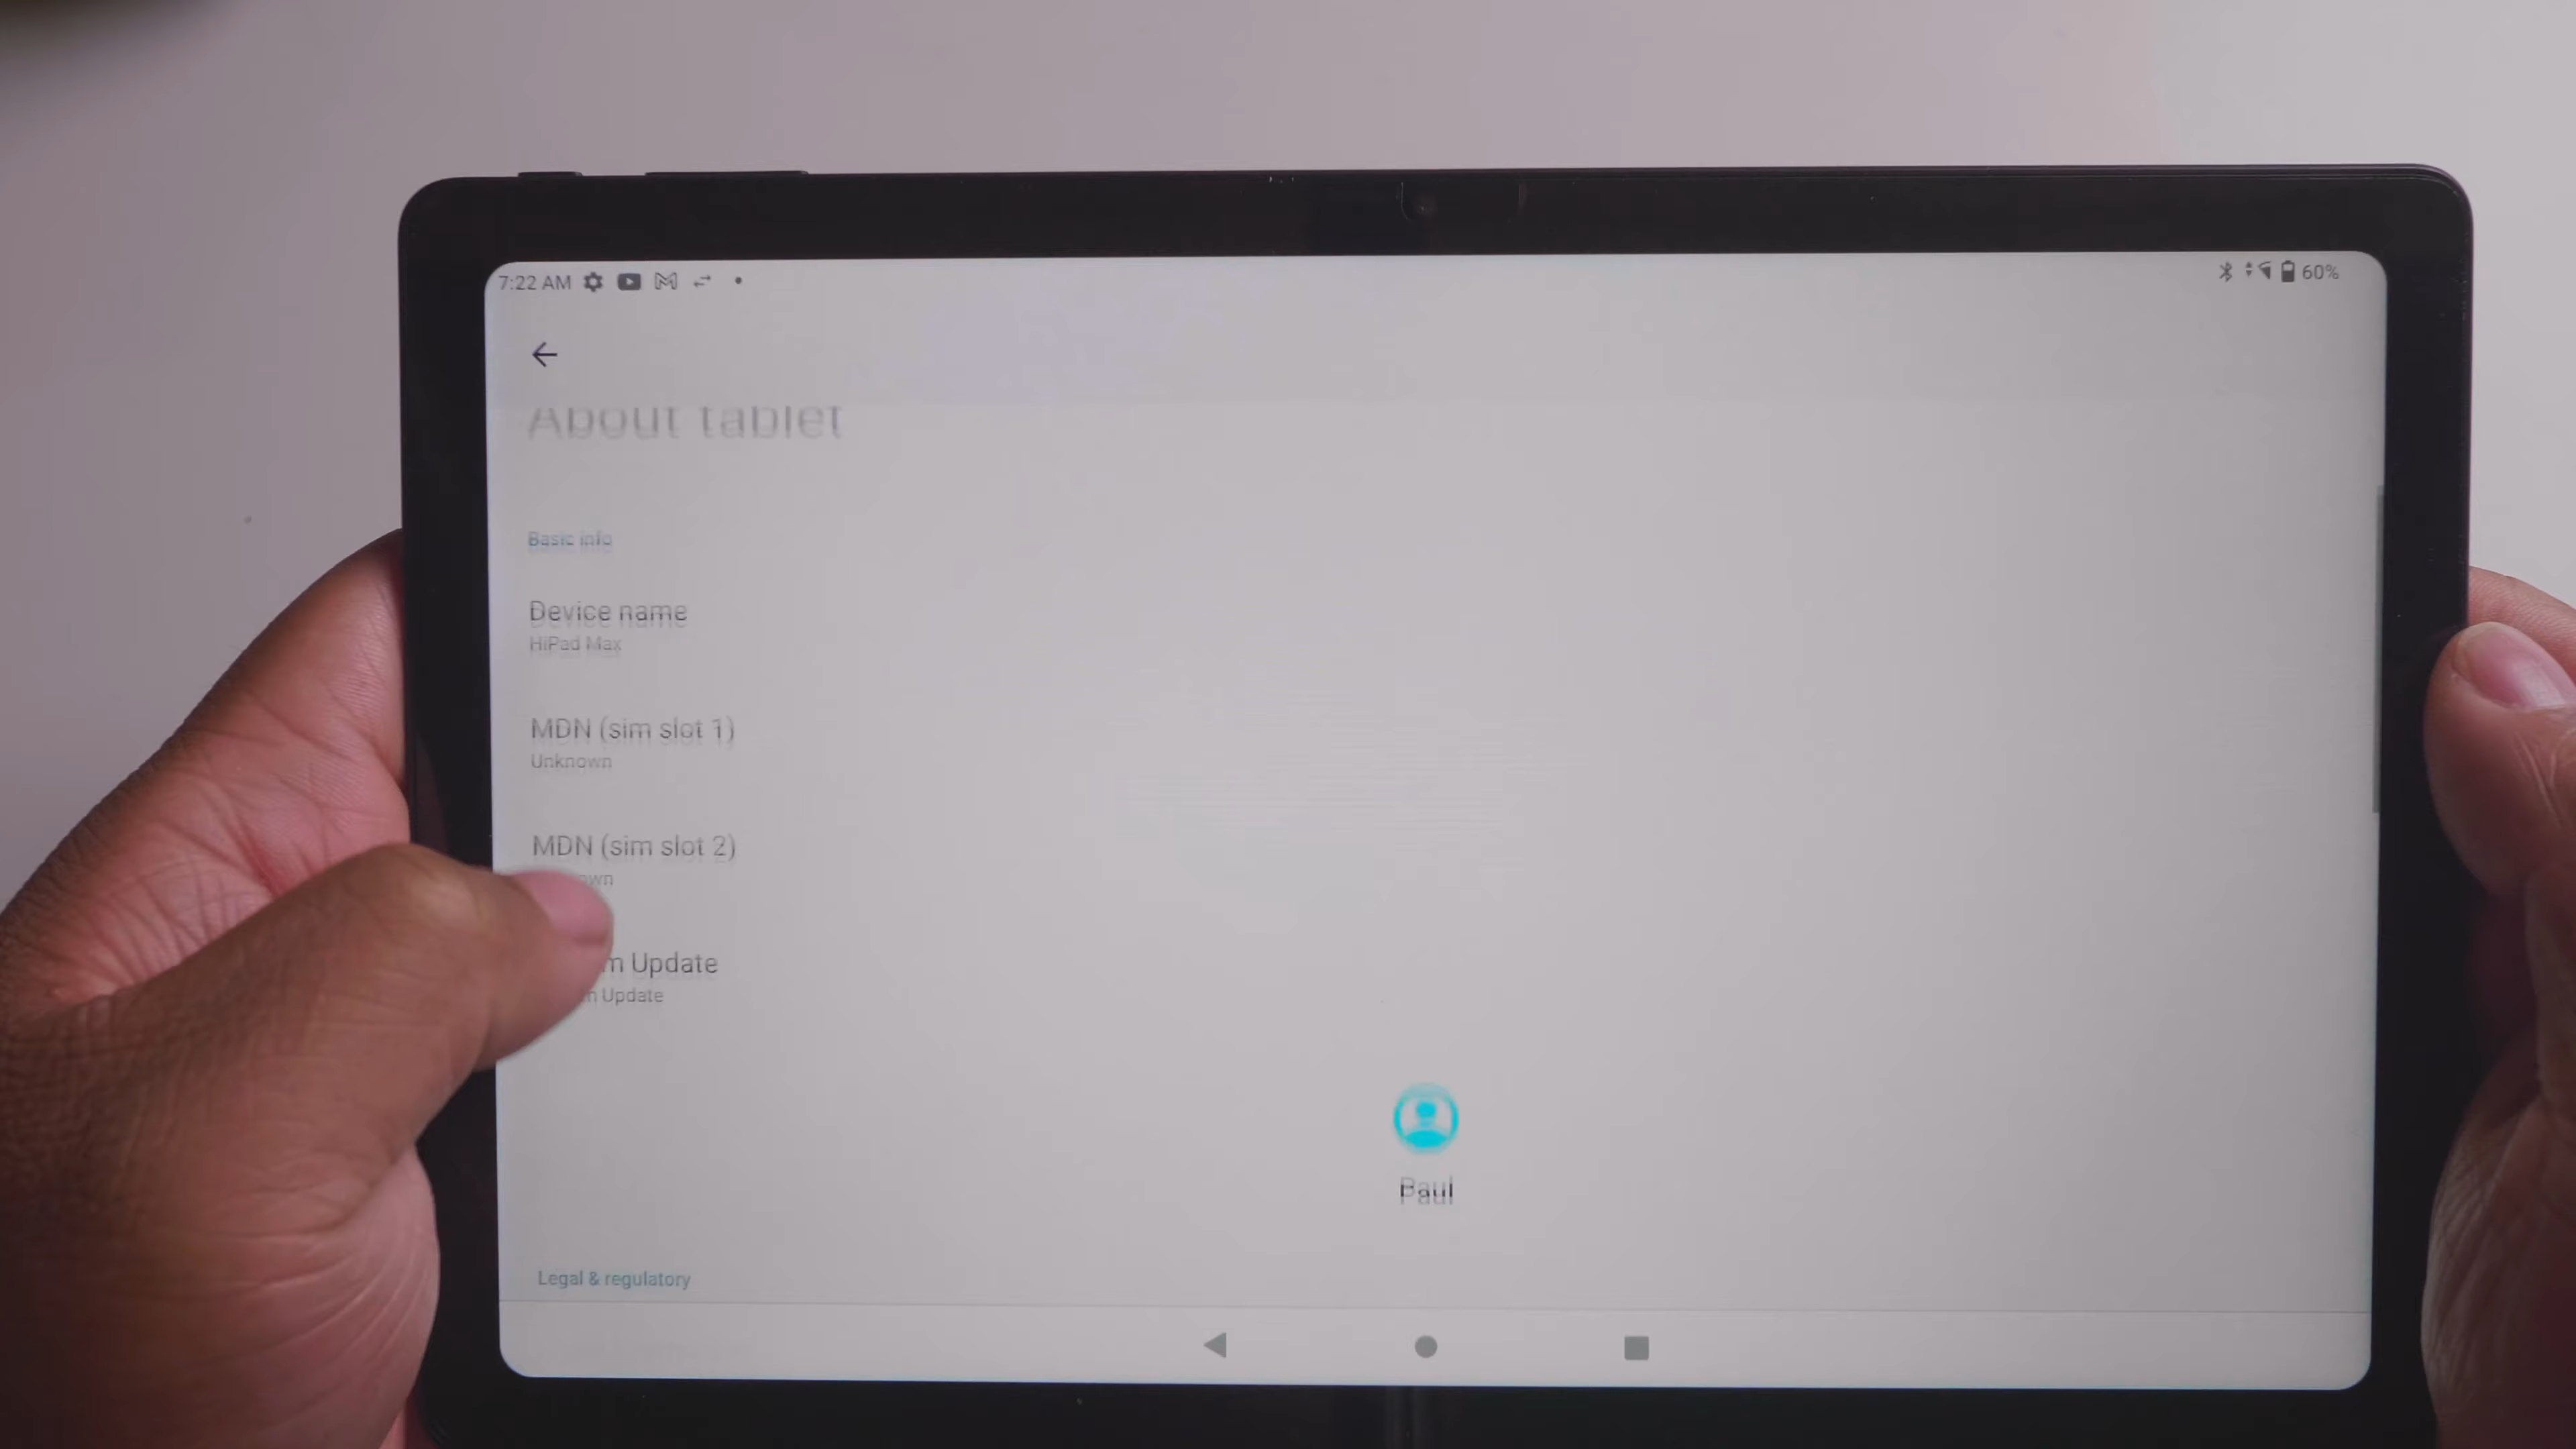 7:22 AM
60%
About tablet
Basic info
Device name
HiPad Max
MDN (sim slot 1)
Unknown
MDN (sim slot 2)
Update
Update
Paul
Legal & regulatory